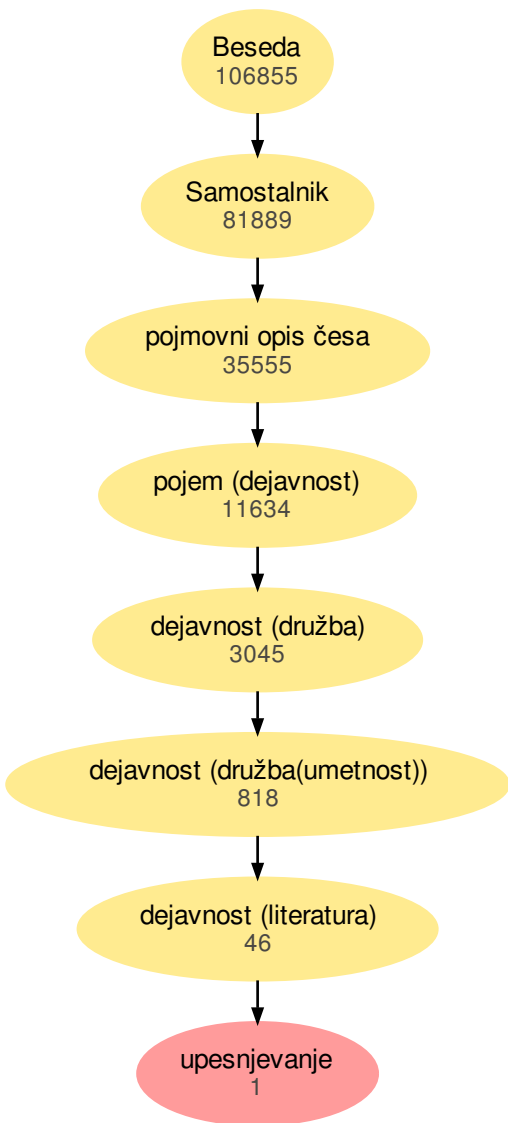 Beseda
106855
Samostalnik
81889
pojmovni opis česa
35555
pojem (dejavnost)
11634
dejavnost (družba)
3045
dejavnost (družba(umetnost))
818
dejavnost (literatura)
46
upesnjevanje
1